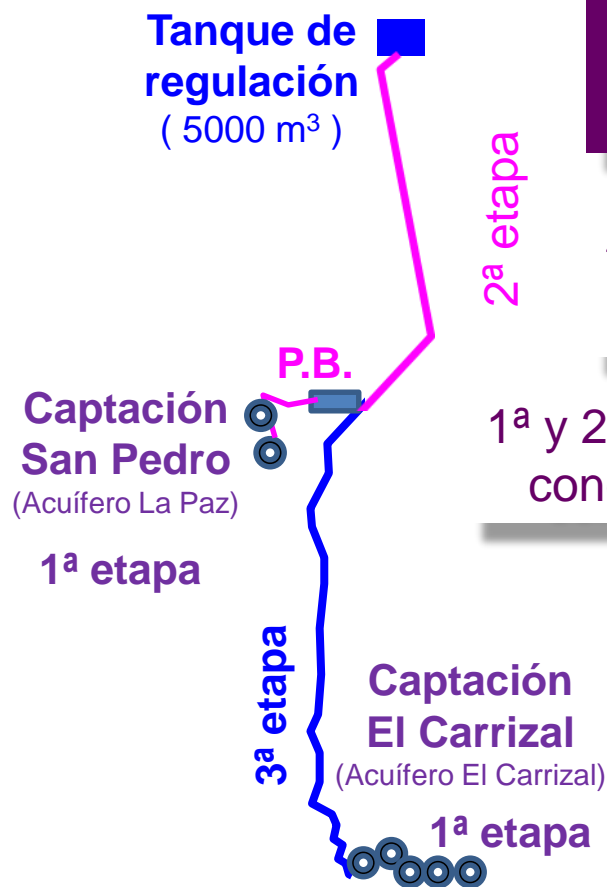 Tanque de
regulación
( 5000 m³ )
2ª etapa
P.B.
Captación
San Pedro
(Acuífero La Paz)
1ª etapa
1ª y 2
con
3ª etapa
Captación
El Carrizal
(Acuífero El Carrizal)
1ª etapa